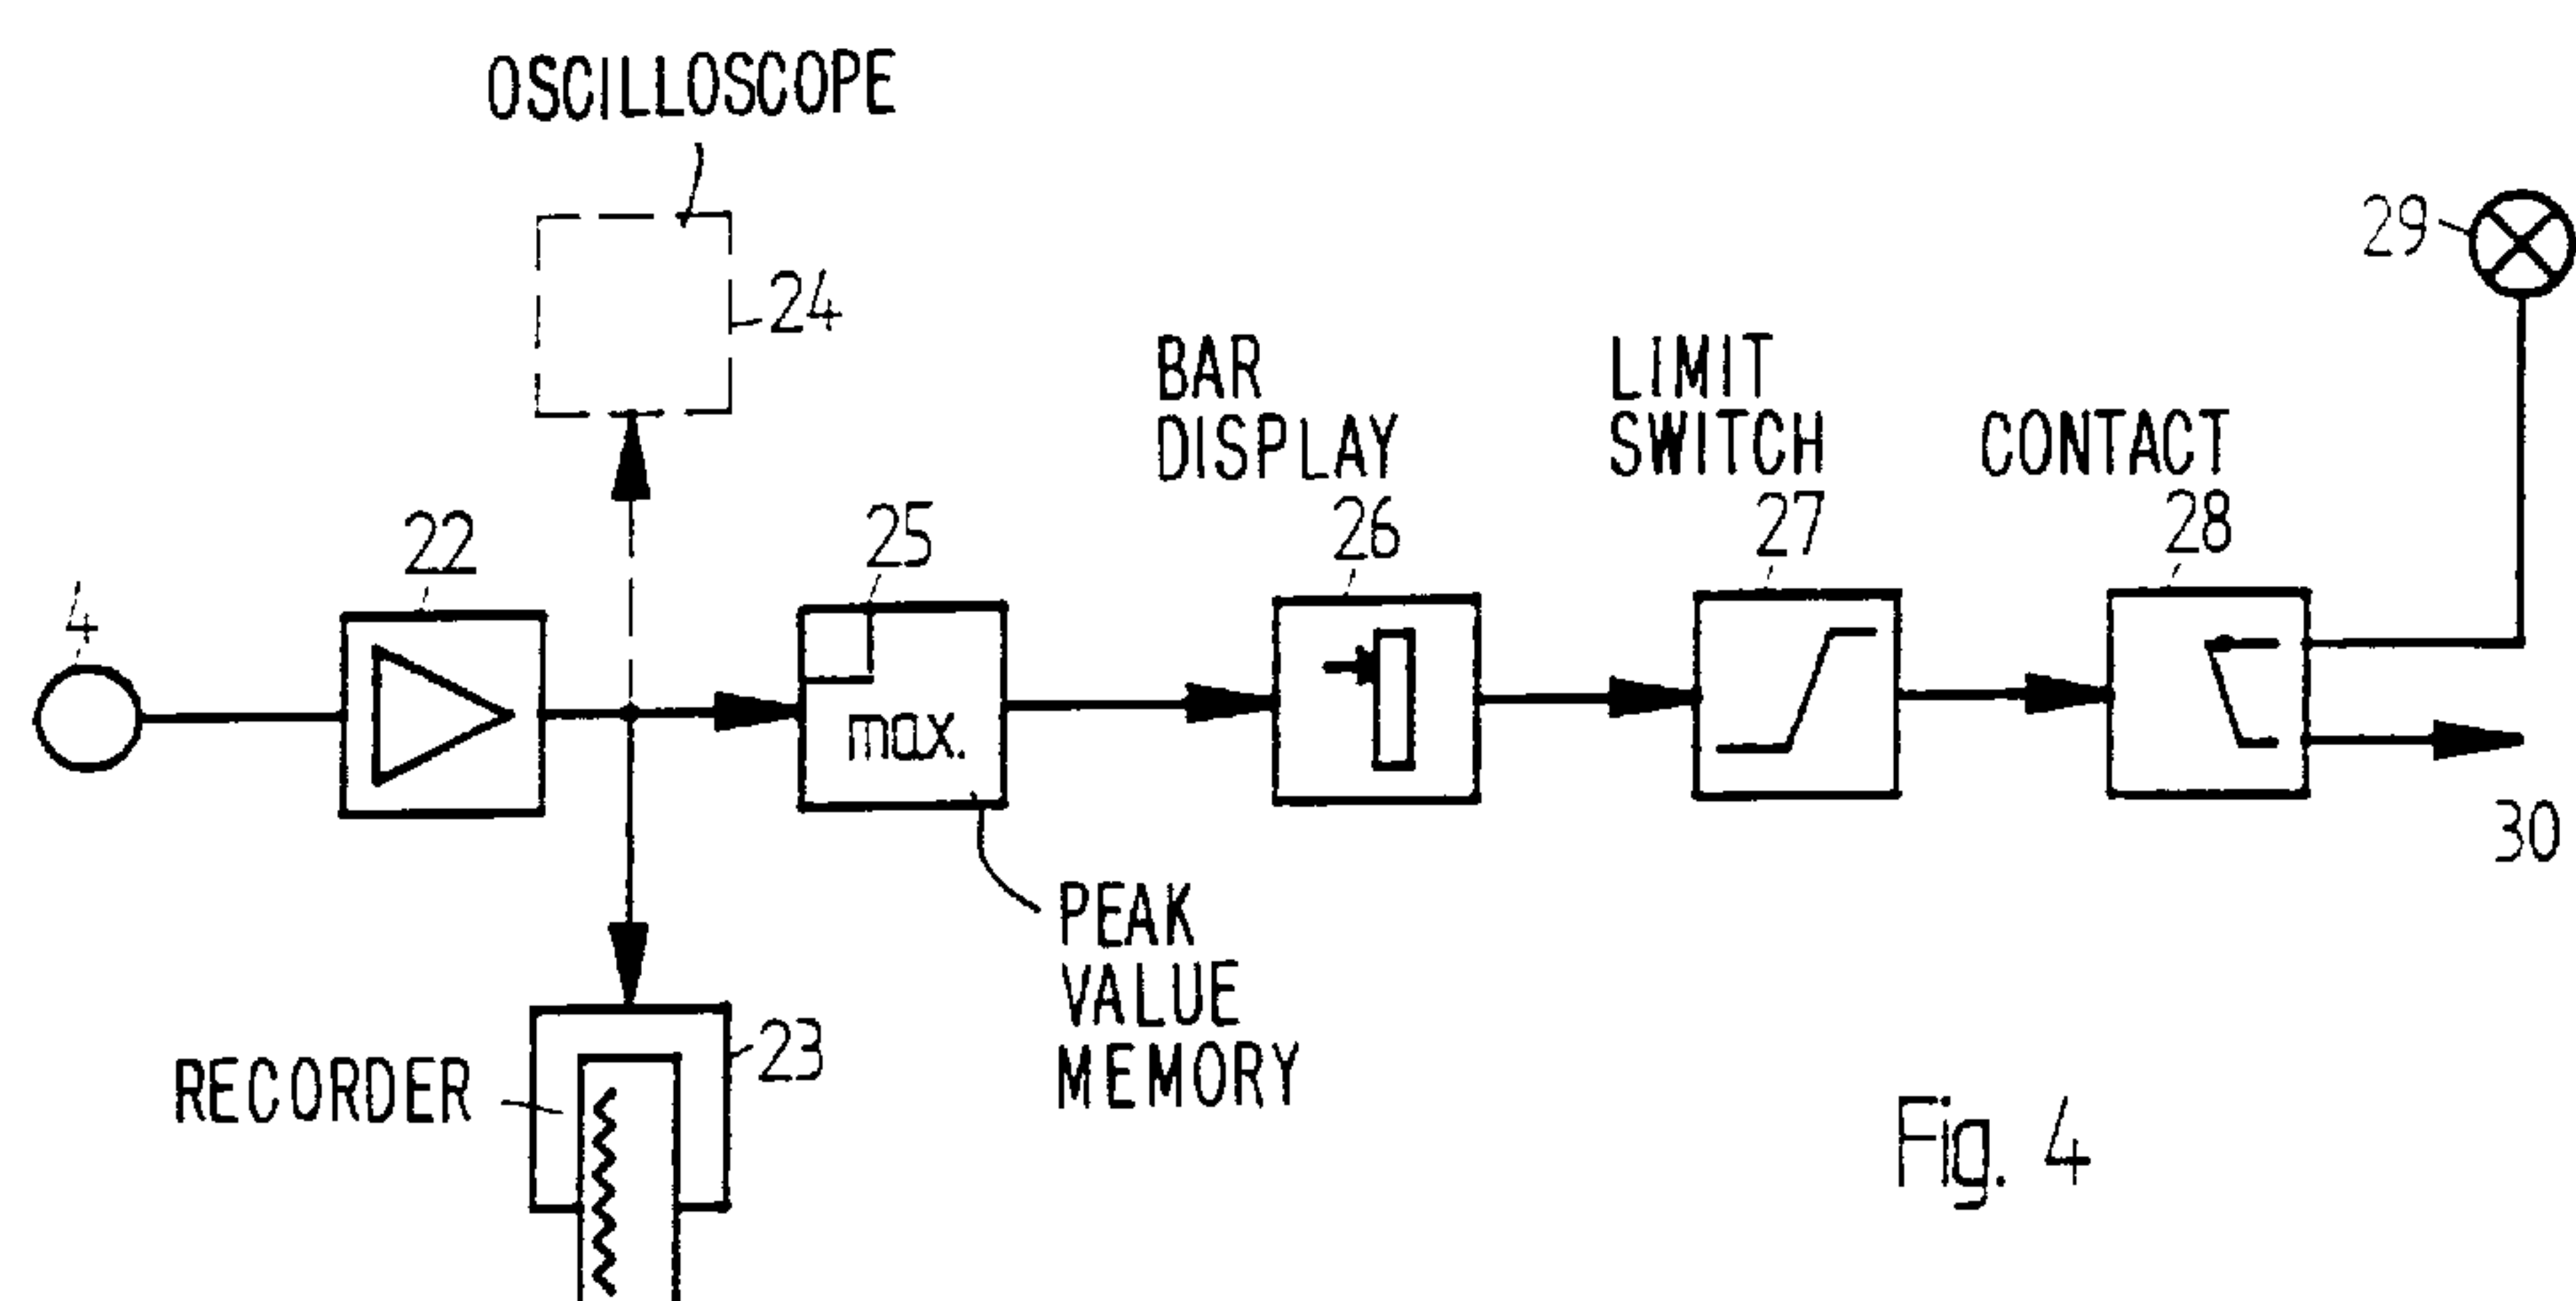 OSCILLOSCOPE
24
29
BAR
DISPLAY
26
LIMIT
SWITCH
27
CONTACT
28
4
22
25
max.
30
PEAK
VALUE
MEMORY
RECORDER
23
Fig. 4